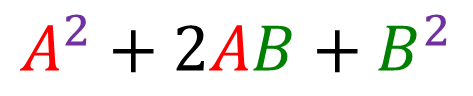 A² + 2AB + B²